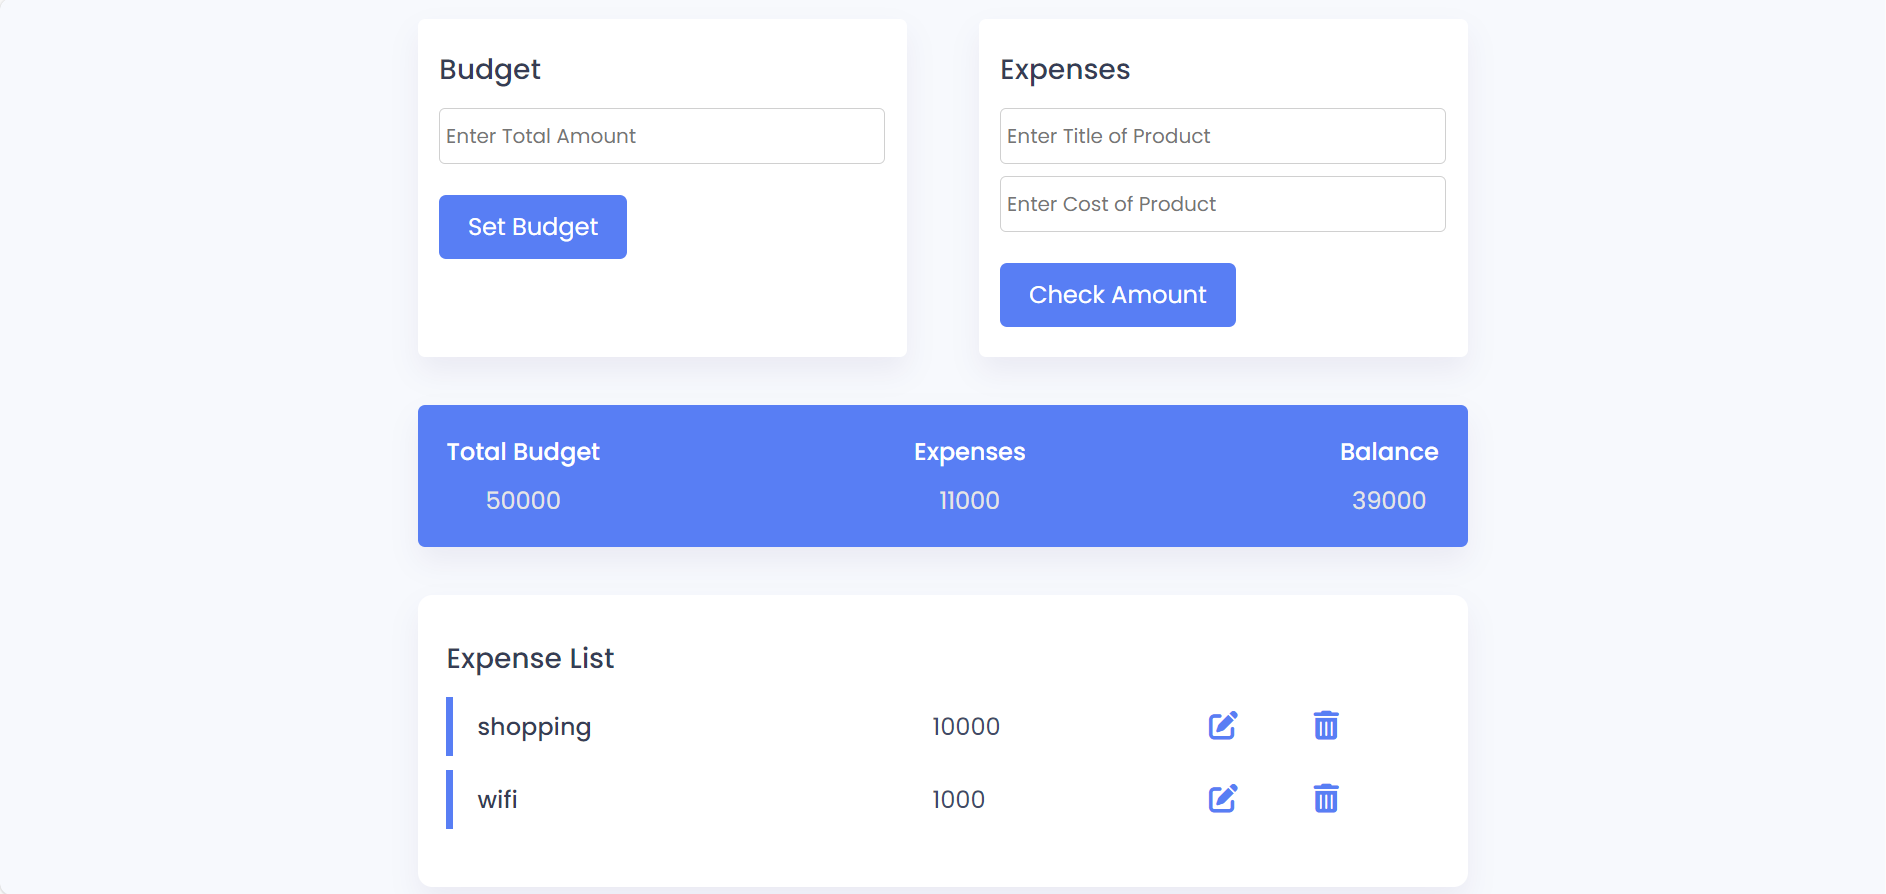 Budget
Enter Total Amount
Set Budget
Expenses
Enter Title of Product
Enter Cost of Product
Check Amount
Total Budget Expenses Balance
50000 11000 39000
Expense List
shopping 10000
wifi 1000